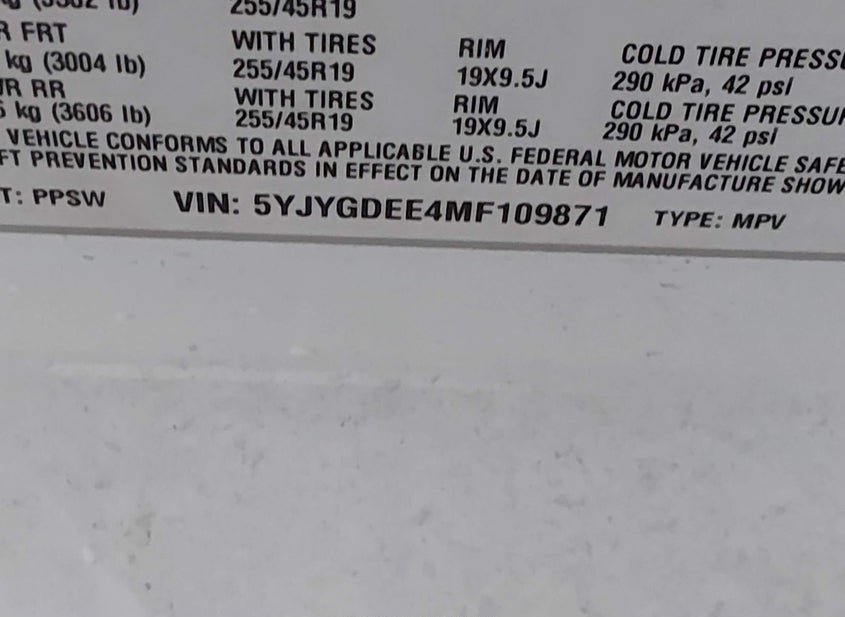 255/45R19
R FRT WITH TIRES RIM COLD TIRE PRESSU
kg (3004 lb) 255/45R19 19X9.5J 290 kPa, 42 psi
R RR WITH TIRES RIM COLD TIRE PRESSUR
kg (3606 lb) 255/45R19 19X9.5J 290 kPa, 42 psi
VEHICLE CONFORMS TO ALL APPLICABLE U.S. FEDERAL MOTOR VEHICLE SAFE
FT PREVENTION STANDARDS IN EFFECT ON THE DATE OF MANUFACTURE SHOW
T: PPSW VIN: 5YJYGDEE4MF109871 TYPE: MPV